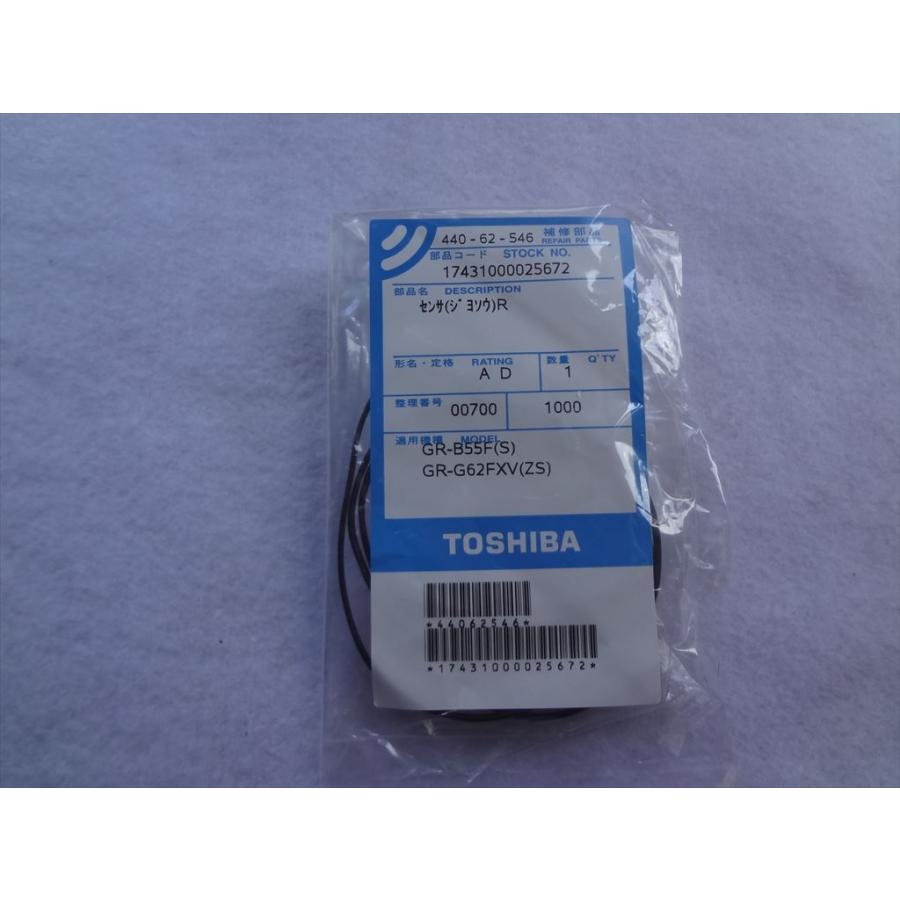 440-62-546 補修部品
REPAIR PARTS
部品コード STOCK NO.
17431000025672
部品名 DESCRIPTION
ｾﾝｻ(ｼﾞﾖｿｳ)R
形名・定格 RATING 数量 Q'TY
A D 1
整理番号 00700 1000
適用機種 MODEL
GR-B55F(S)
GR-G62FXV(ZS)
TOSHIBA
*44062546*
*17431000025672*